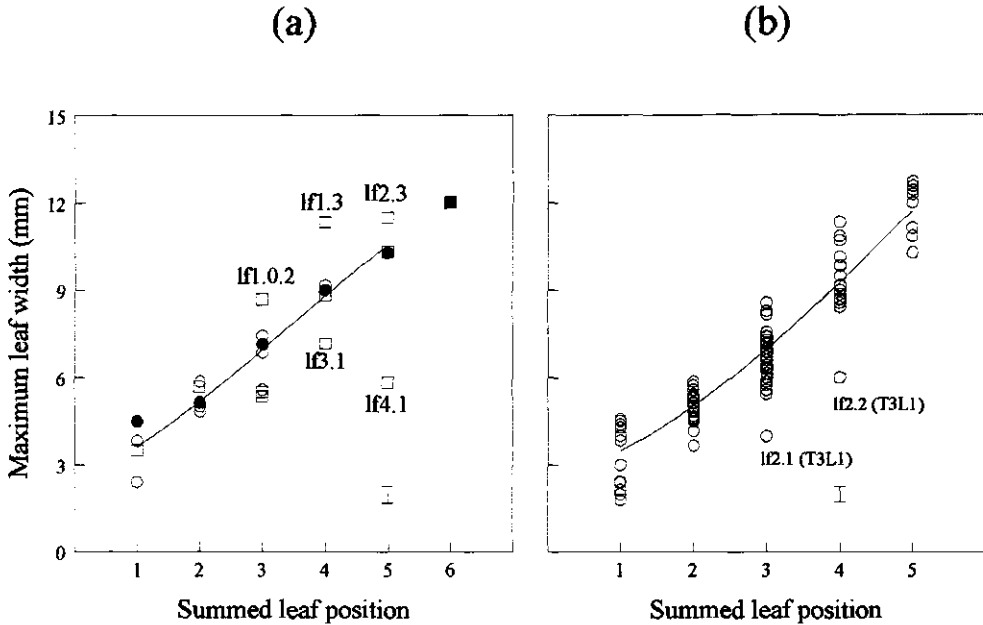 (a)
(b)
Maximum leaf width (mm)
15
12
9
6
3
0
lf1.3
lf2.3
lf1.0.2
lf3.1
lf4.1
1 2 3 4 5 6
Summed leaf position
lf2.2 (T3L1)
lf2.1 (T3L1)
1 2 3 4 5
Summed leaf position